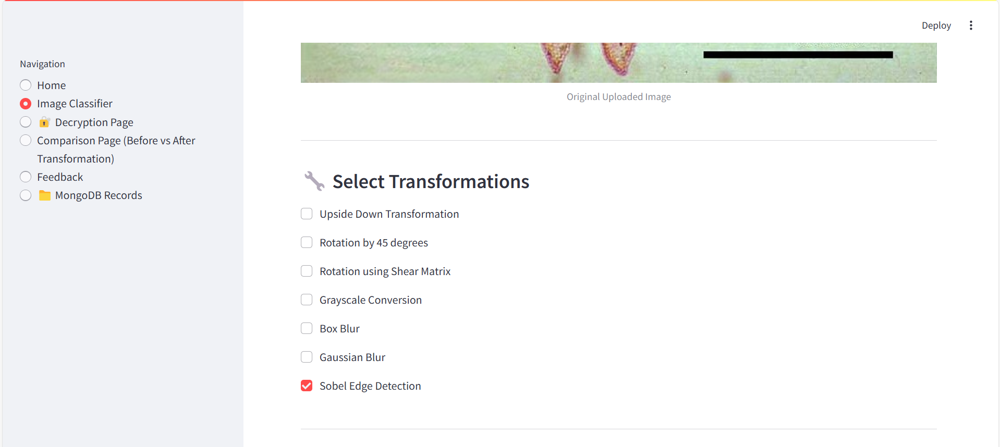 Deploy
Navigation
Home
Image Classifier
Decryption Page
Comparison Page (Before vs After
Transformation)
Feedback
MongoDB Records
Original Uploaded Image
Select Transformations
Upside Down Transformation
Rotation by 45 degrees
Rotation using Shear Matrix
Grayscale Conversion
Box Blur
Gaussian Blur
Sobel Edge Detection